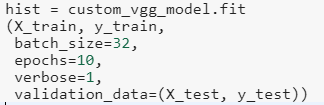 hist = custom_vgg_model.fit
(X_train, y_train,
batch_size=32,
epochs=10,
verbose=1,
validation_data=(X_test, y_test))